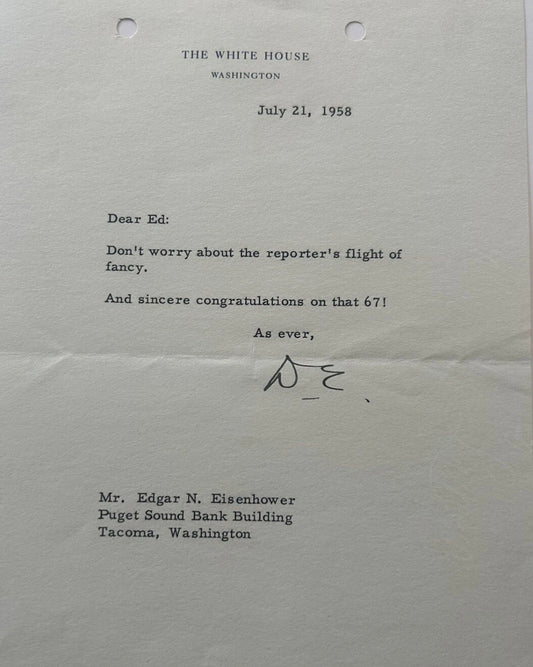 THE WHITE HOUSE
WASHINGTON
July 21, 1958
Dear Ed:
Don't worry about the reporter's flight of
fancy.
And sincere congratulations on that 67!
As ever,
D.E.
Mr. Edgar N. Eisenhower
Puget Sound Bank Building
Tacoma, Washington